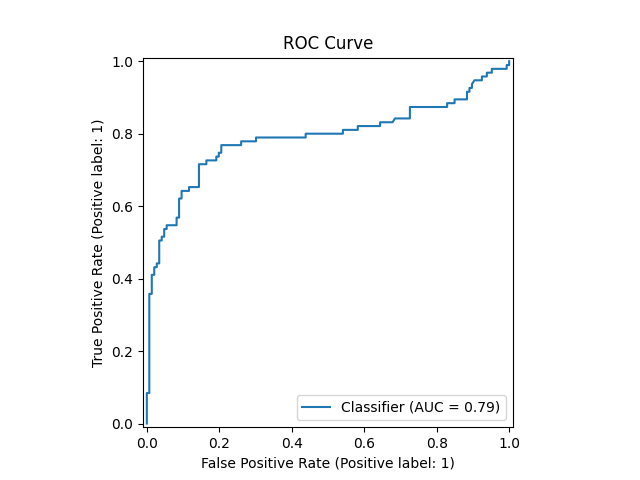 ROC Curve
1.0
0.8
0.6
0.4
0.2
0.0
True Positive Rate (Positive label: 1)
Classifier (AUC = 0.79)
0.0 0.2 0.4 0.6 0.8 1.0
False Positive Rate (Positive label: 1)